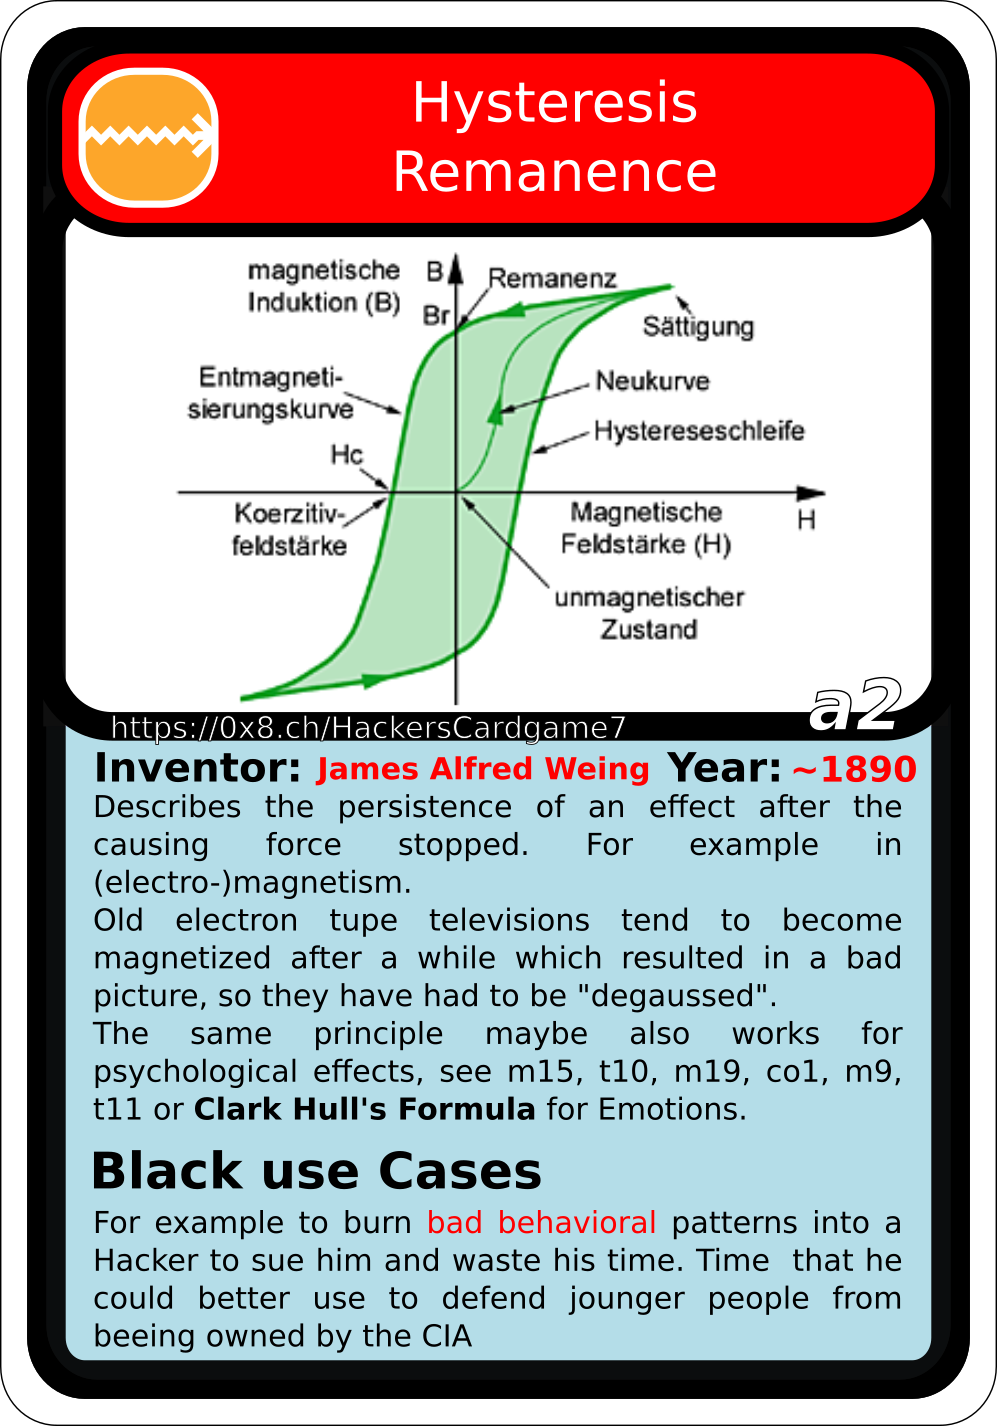 Hysteresis
Remanence
magnetische
Induktion (B)
B
Remanenz
Br
Sättigung
Entmagneti-
sierungskurve
Neukurve
Hystereseschleife
Hc
Koerzitiv-
feldstärke
Magnetische
Feldstärke (H)
H
unmagnetischer
Zustand
a2
https://0x8.ch/HackersCardgame7
Inventor: James Alfred Weing Year: ~1890
Describes the persistence of an effect after the
causing force stopped. For example in
(electro-)magnetism.
Old electron tupe televisions tend to become
magnetized after a while which resulted in a bad
picture, so they have had to be "degaussed".
The same principle maybe also works for
psychological effects, see m15, t10, m19, co1, m9,
t11 or Clark Hull's Formula for Emotions.
Black use Cases
For example to burn bad behavioral patterns into a
Hacker to sue him and waste his time. Time that he
could better use to defend jounger people from
beeing owned by the CIA